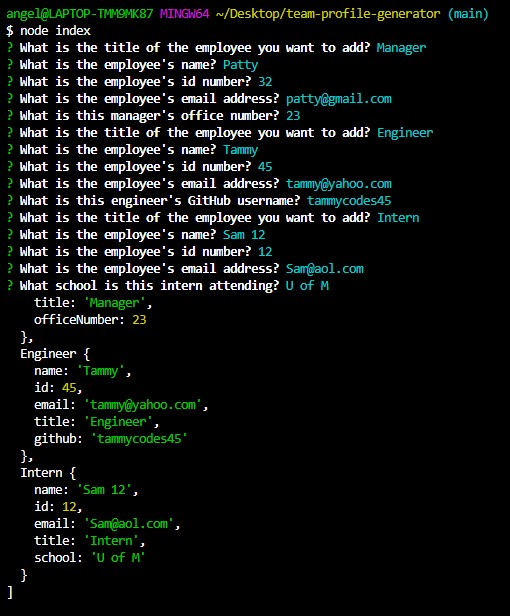 angel@LAPTOP-TMM9MK87 MINGW64 ~/Desktop/team-profile-generator (main)
$ node index
? What is the title of the employee you want to add? Manager
? What is the employee's name? Patty
? What is the employee's id number? 32
? What is the employee's email address? patty@gmail.com
? What is this manager's office number? 23
? What is the title of the employee you want to add? Engineer
? What is the employee's name? Tammy
? What is the employee's id number? 45
? What is the employee's email address? tammy@yahoo.com
? What is this engineer's GitHub username? tammycodes45
? What is the title of the employee you want to add? Intern
? What is the employee's name? Sam 12
? What is the employee's id number? 12
? What is the employee's email address? Sam@aol.com
? What school is this intern attending? U of M
    title: 'Manager',
    officeNumber: 23
  },
  Engineer {
    name: 'Tammy',
    id: 45,
    email: 'tammy@yahoo.com',
    title: 'Engineer',
    github: 'tammycodes45'
  },
  Intern {
    name: 'Sam 12',
    id: 12,
    email: 'Sam@aol.com',
    title: 'Intern',
    school: 'U of M'
  }
]